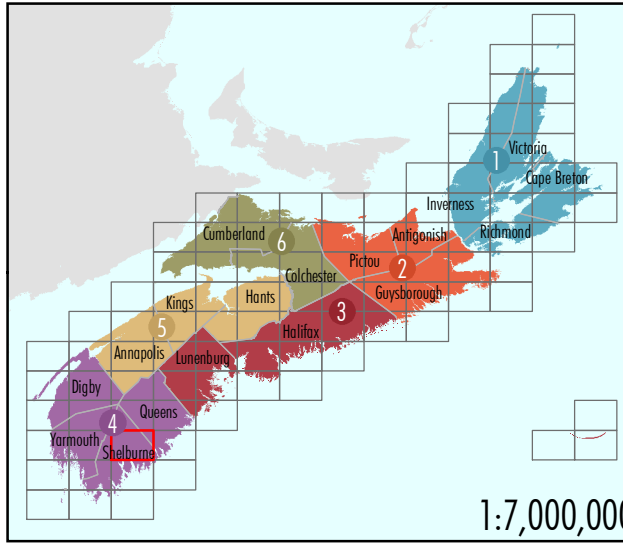 1
Victoria
Cape Breton
Inverness
Richmond
Cumberland
6
Antigonish
Pictou
2
Colchester
Guysborough
Kings
Hants
3
Halifax
5
Annapolis
Lunenburg
Digby
Queens
4
Yarmouth
Shelburne
1:7,000,000